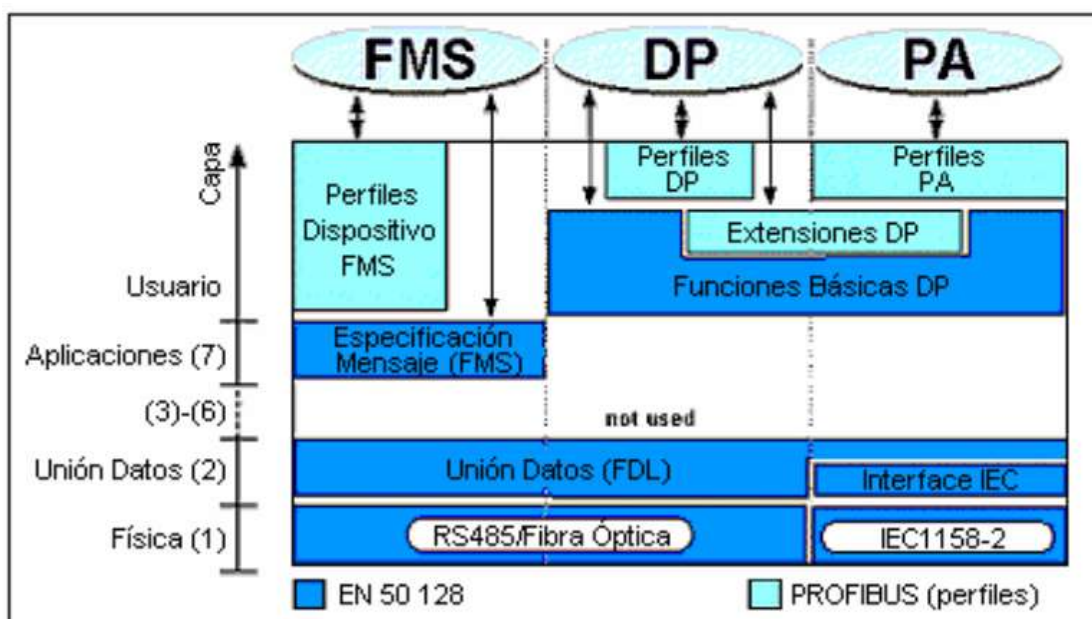 FMS DP PA
Capa
Perfiles
Dispositivo
FMS
Perfiles
DP
Perfiles
PA
Extensiones DP
Usuario
Funciones Básicas DP
Aplicaciones (7)
Especificación
Mensaje (FMS)
(3)-(6)
not used
Unión Datos (2)
Unión Datos (FDL)
Interface IEC
Física (1)
RS485/Fibra Óptica
IEC1158-2
EN 50 128
PROFIBUS (perfiles)